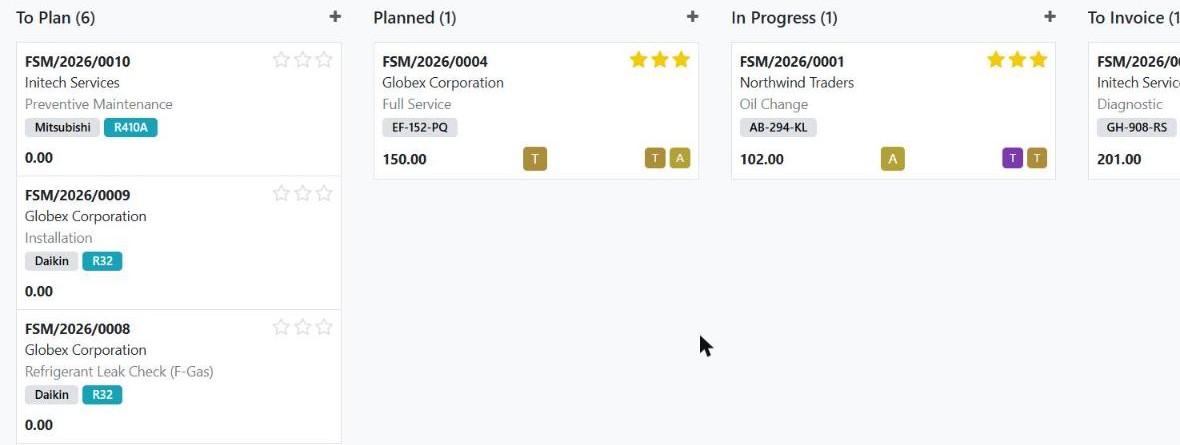 To Plan (6) +
FSM/2026/0010
Initech Services
Preventive Maintenance
Mitsubishi R410A
0.00
FSM/2026/0009
Globex Corporation
Installation
Daikin R32
0.00
FSM/2026/0008
Globex Corporation
Refrigerant Leak Check (F-Gas)
Daikin R32
0.00
Planned (1) +
FSM/2026/0004
Globex Corporation
Full Service
EF-152-PQ
150.00 T T A
In Progress (1) +
FSM/2026/0001
Northwind Traders
Oil Change
AB-294-KL
102.00 A T T
To Invoice (1
Initech
Diagnostic
GH-908-RS
201.00